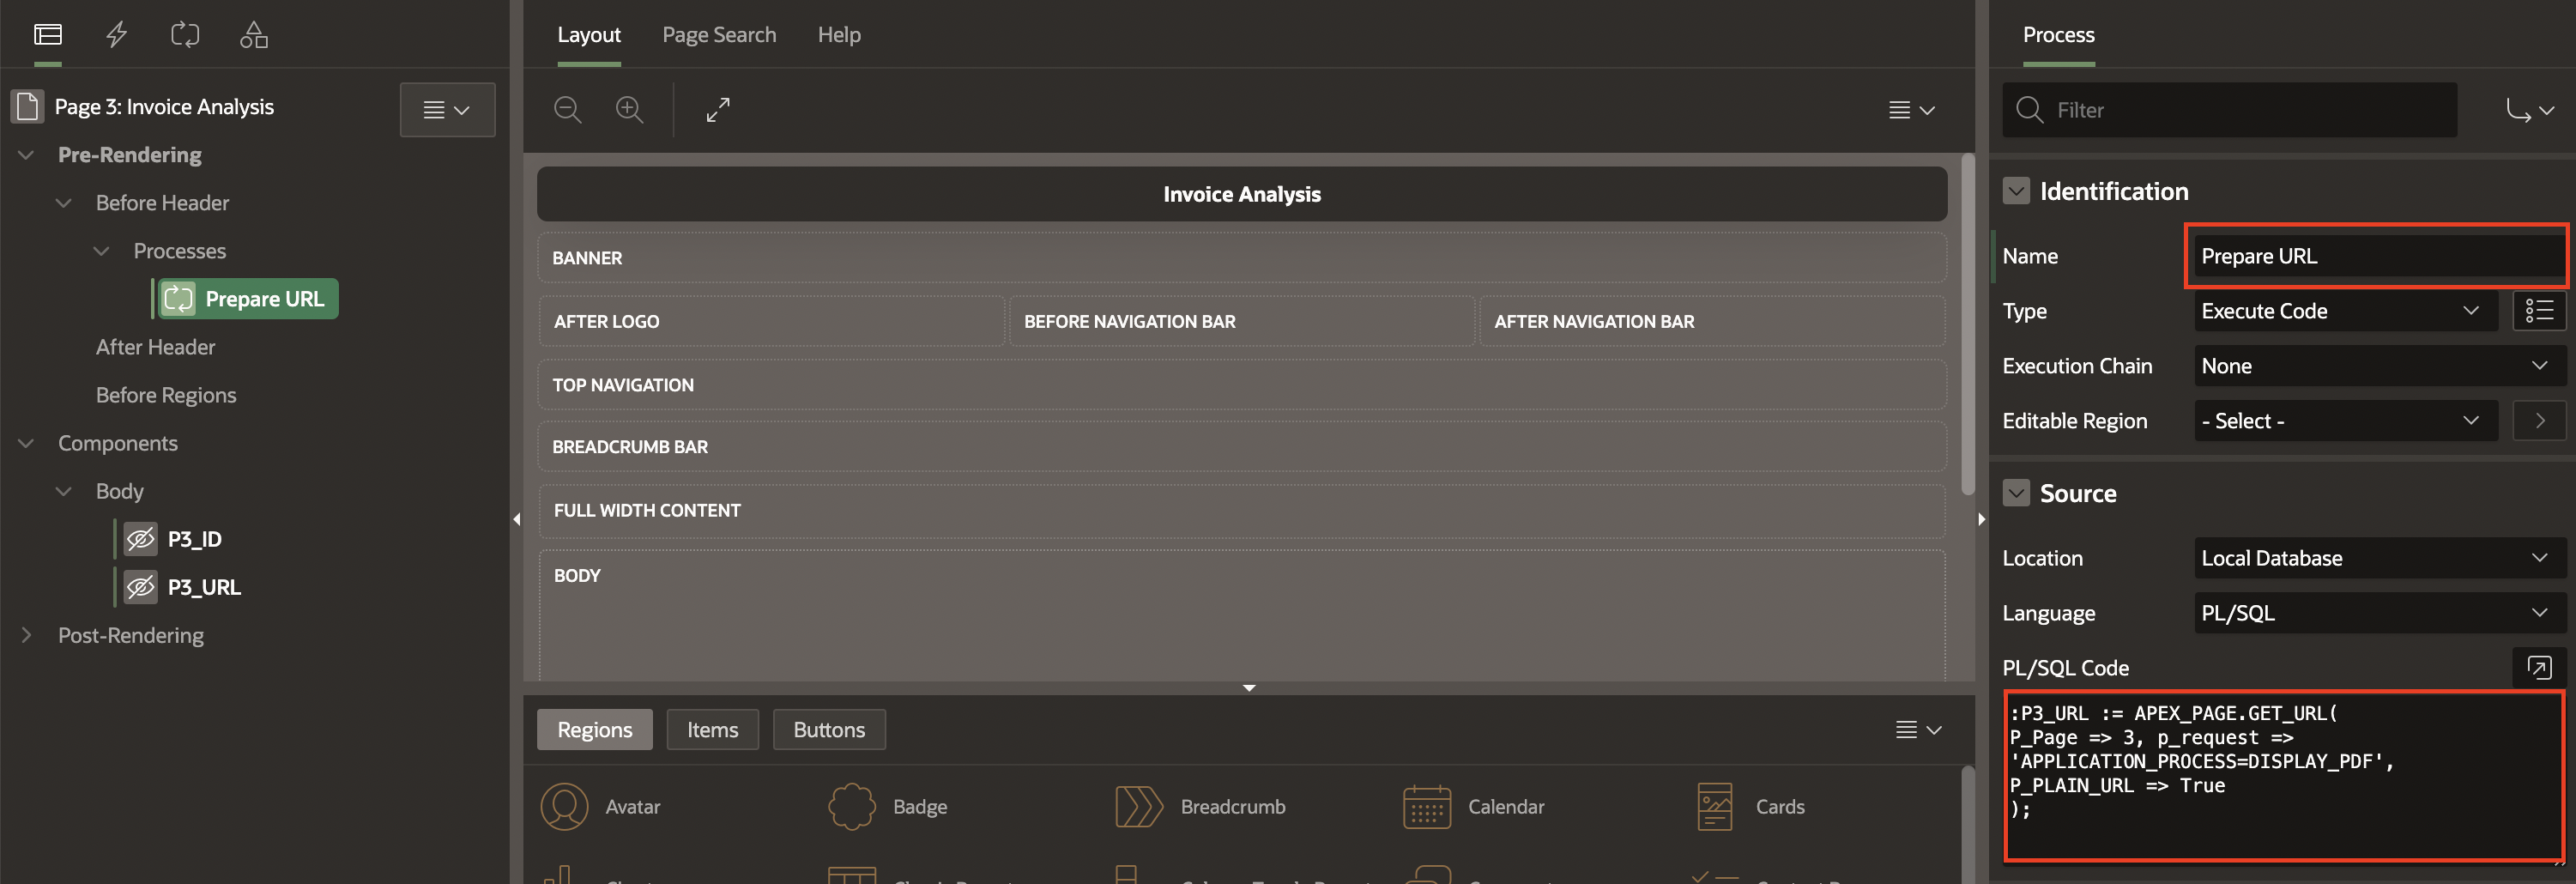 Page 3: Invoice Analysis
Pre-Rendering
Before Header
Processes
Prepare URL
After Header
Before Regions
Components
Body
P3_ID
P3_URL
Post-Rendering
Layout
Page Search
Help
Invoice Analysis
BANNER
AFTER LOGO
BEFORE NAVIGATION BAR
AFTER NAVIGATION BAR
TOP NAVIGATION
BREADCRUMB BAR
FULL WIDTH CONTENT
BODY
Regions
Items
Buttons
Avatar
Badge
Breadcrumb
Calendar
Cards
Process
Filter
Identification
Name
Prepare URL
Type
Execute Code
Execution Chain
None
Editable Region
- Select -
Source
Location
Local Database
Language
PL/SQL
PL/SQL Code
:P3_URL := APEX_PAGE.GET_URL(
P_Page => 3, p_request =>
'APPLICATION_PROCESS=DISPLAY_PDF',
P_PLAIN_URL => True
);